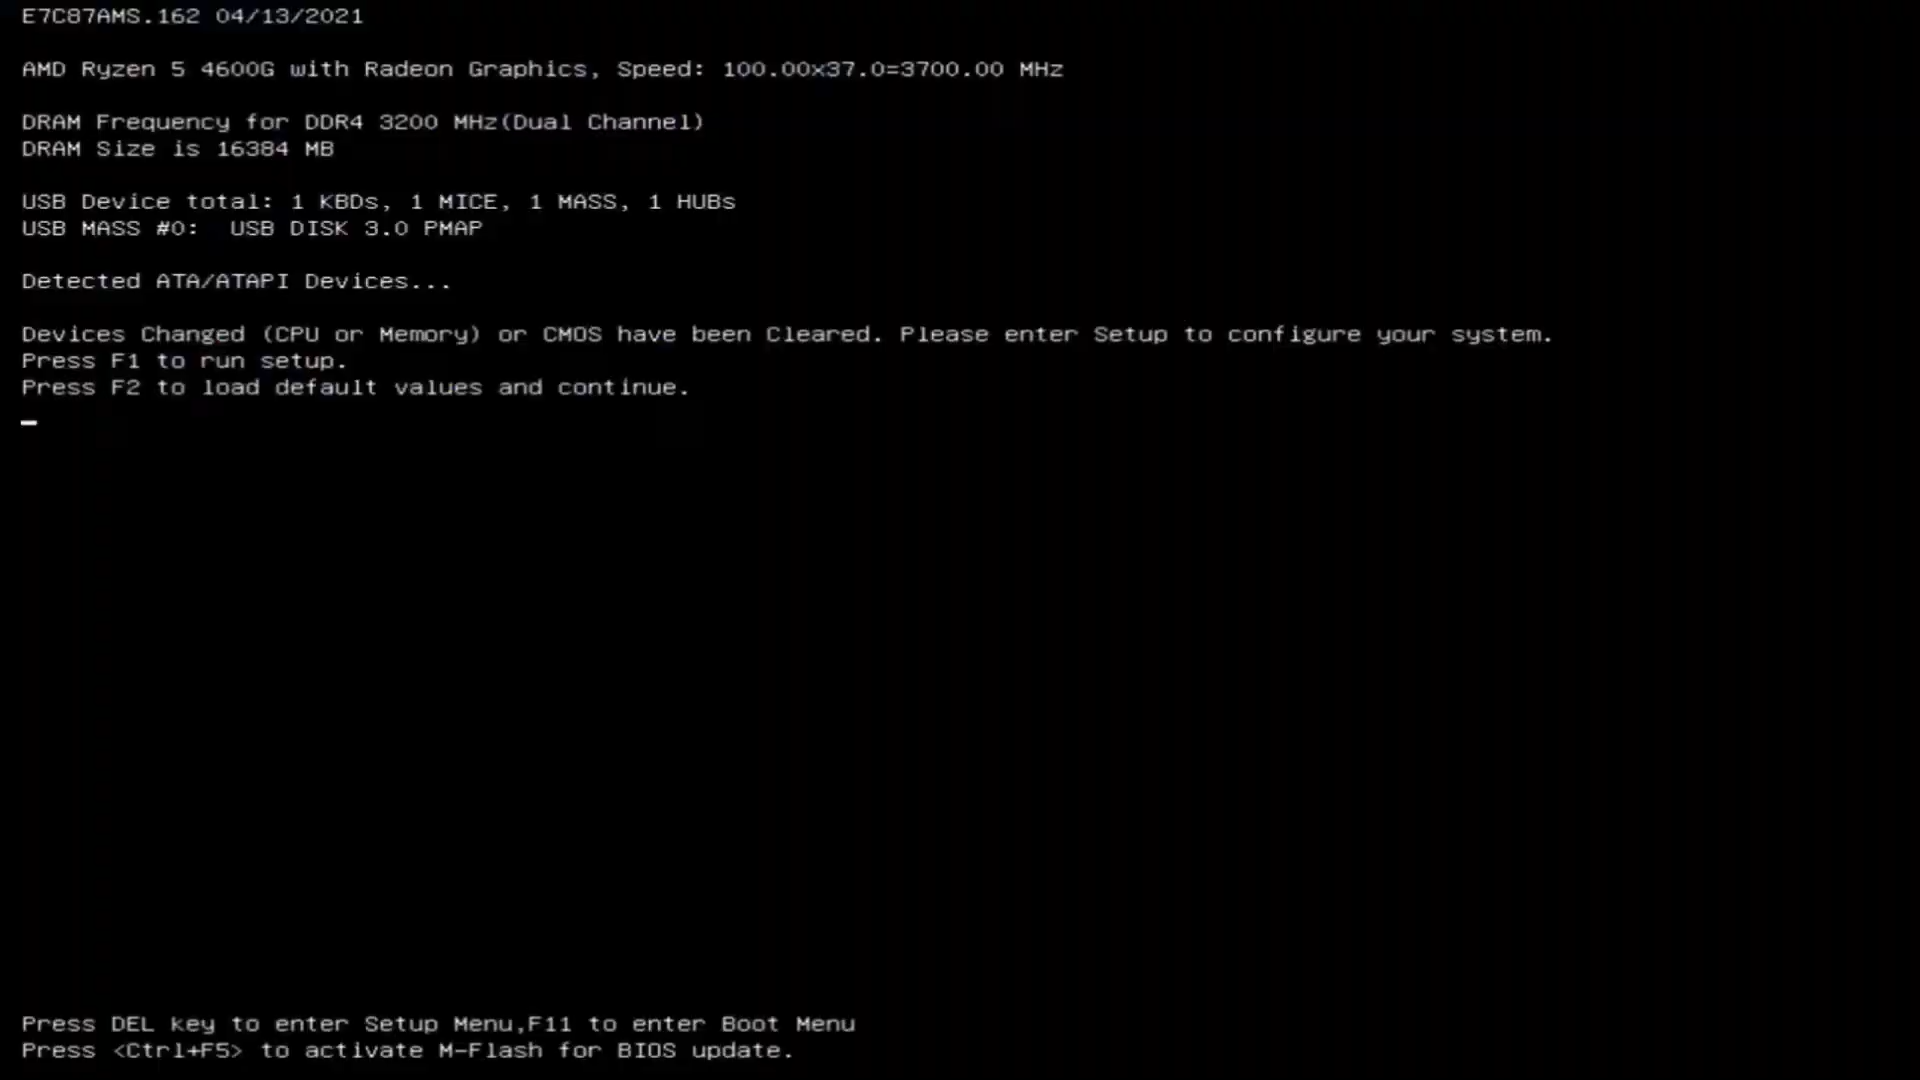 E7C87AMS.162 04/13/2021
AMD Ryzen 5 4600G with Radeon Graphics, Speed: 100.00x37.0=3700.00 MHz
DRAM Frequency for DDR4 3200 MHz(Dual Channel)
DRAM Size is 16384 MB
USB Device total: 1 KBDs, 1 MICE, 1 MASS, 1 HUBs
USB MASS #0:  USB DISK 3.0 PMAP
Detected ATA/ATAPI Devices...
Devices Changed (CPU or Memory) or CMOS have been Cleared. Please enter Setup to configure your system.
Press F1 to run setup.
Press F2 to load default values and continue.
Press DEL key to enter Setup Menu,F11 to enter Boot Menu
Press <Ctrl+F5> to activate M-Flash for BIOS update.